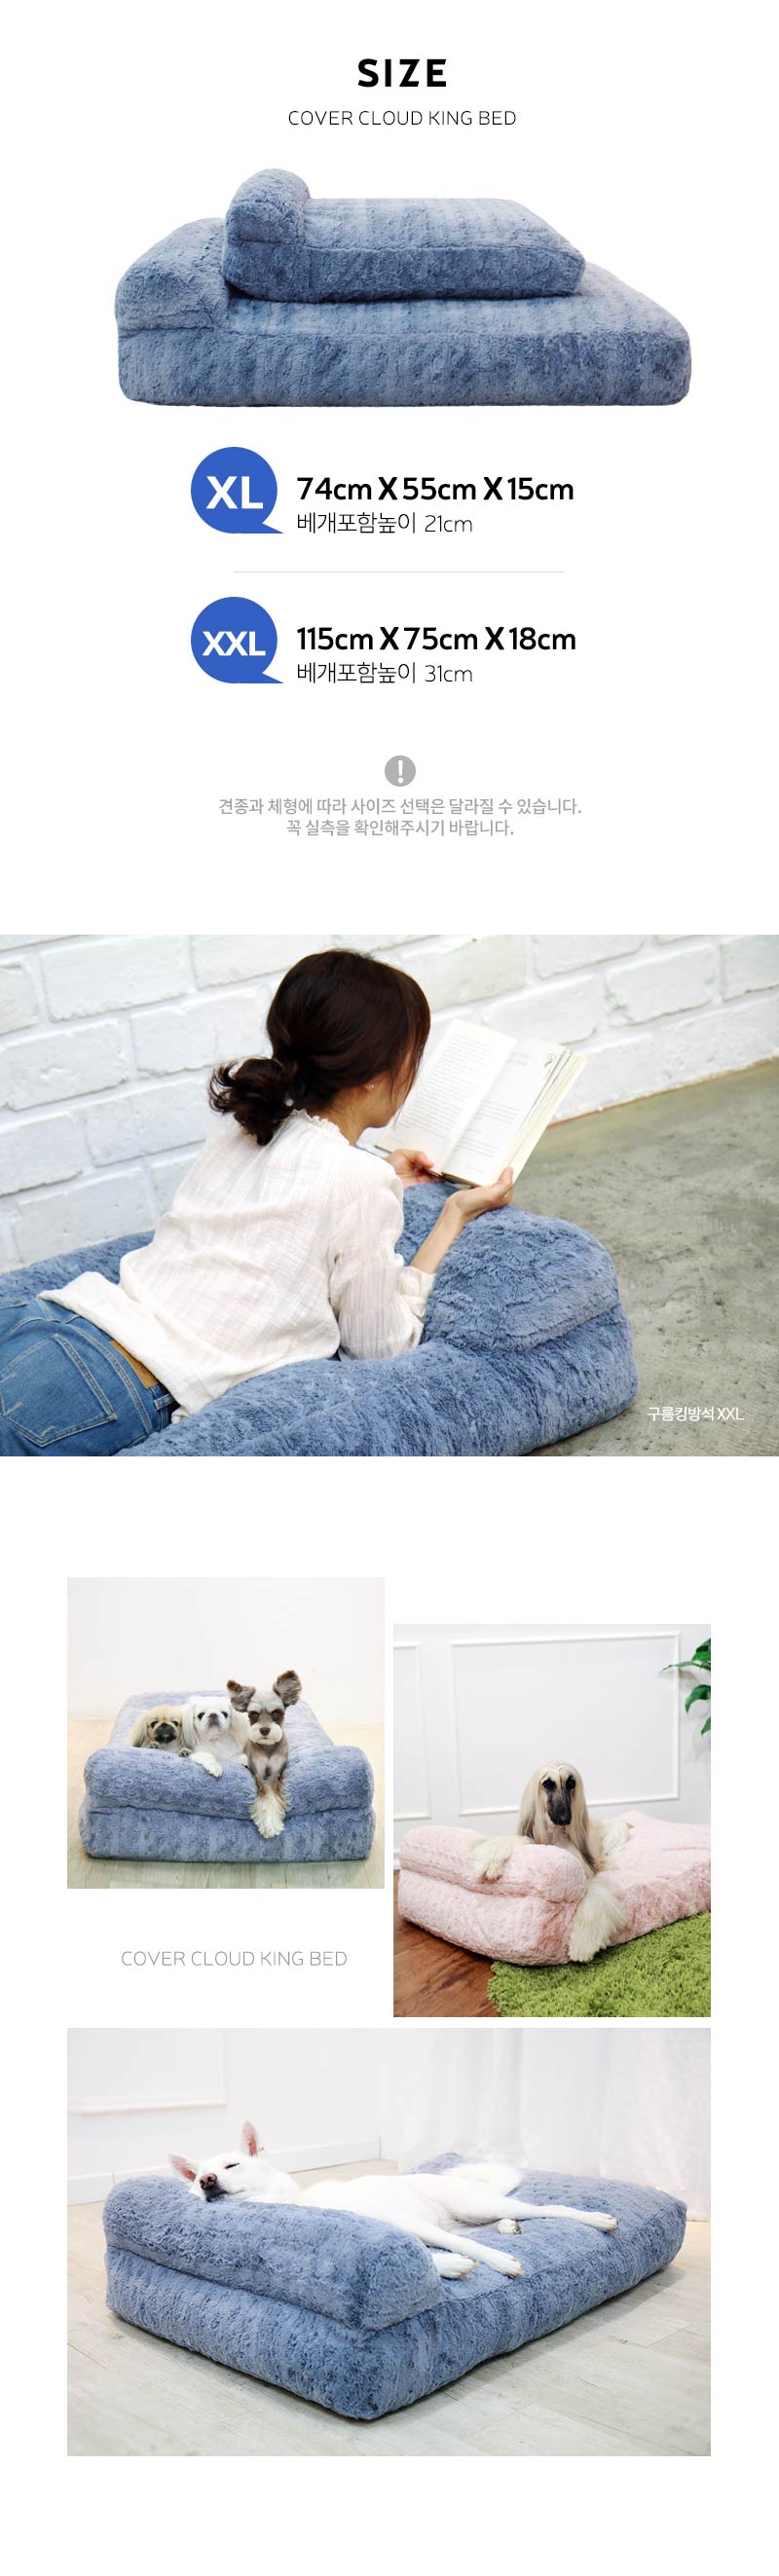 SIZE
COVER CLOUD KING BED
XL
74cm X 55cm X 15cm
베개포함높이 21cm
XXL
115cm X 75cm X 18cm
베개포함높이 31cm
!
견종과 체형에 따라 사이즈 선택은 달라질 수 있습니다.
꼭 실측을 확인해주시기 바랍니다.
구름킹방석 XXL
COVER CLOUD KING BED